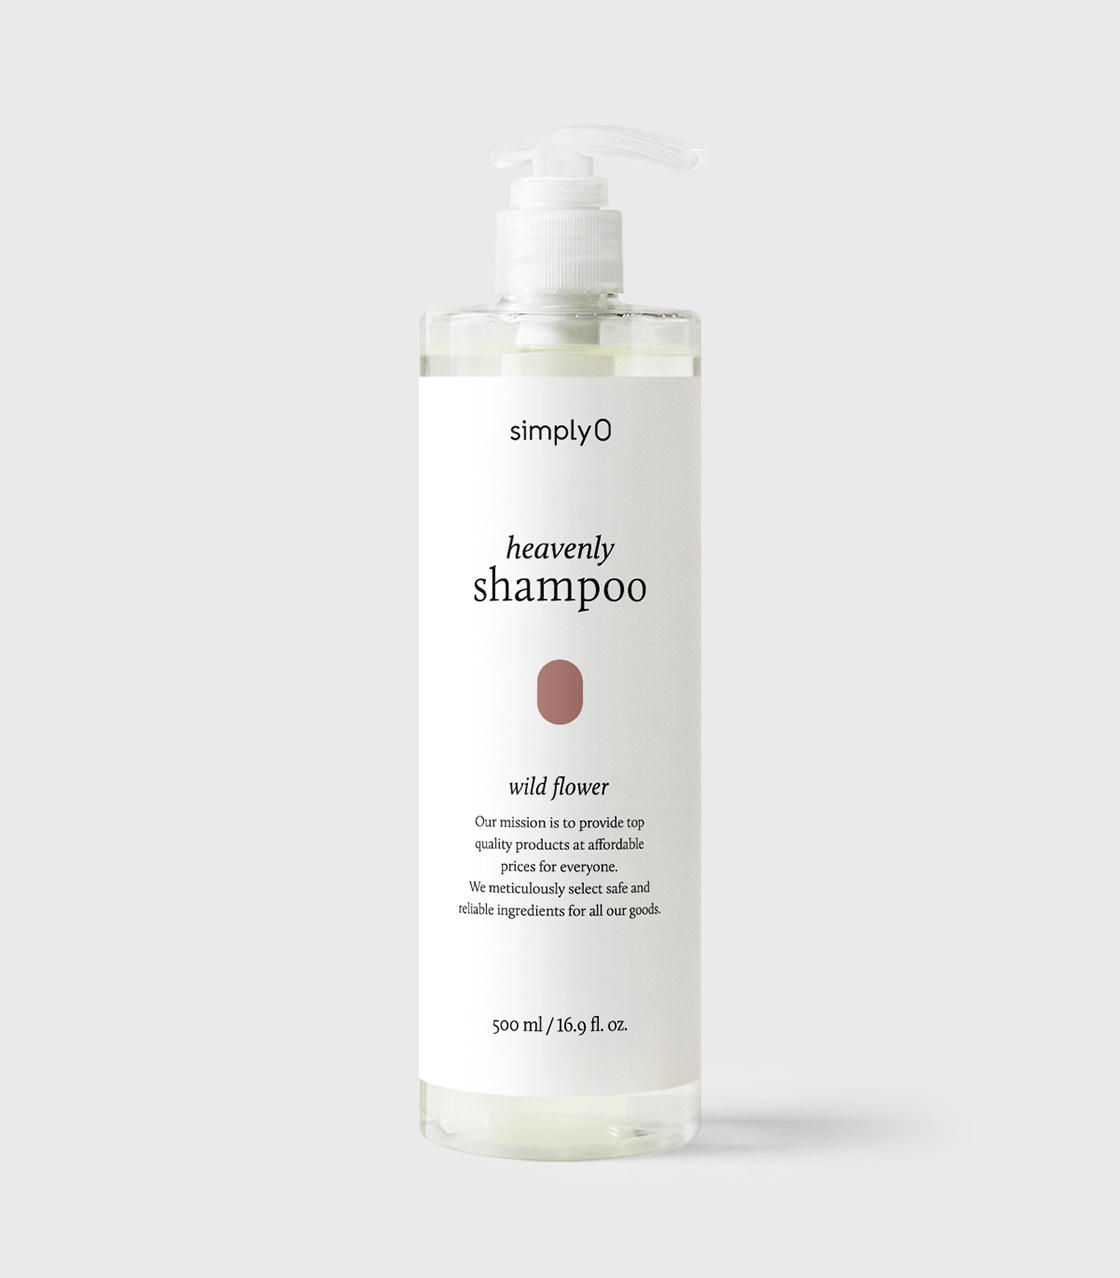 simplyO
heavenly
shampoo
wild flower
Our mission is to provide top
quality products at affordable
prices for everyone.
We meticulously select safe and
reliable ingredients for all our goods.
500 ml / 16.9 fl. oz.